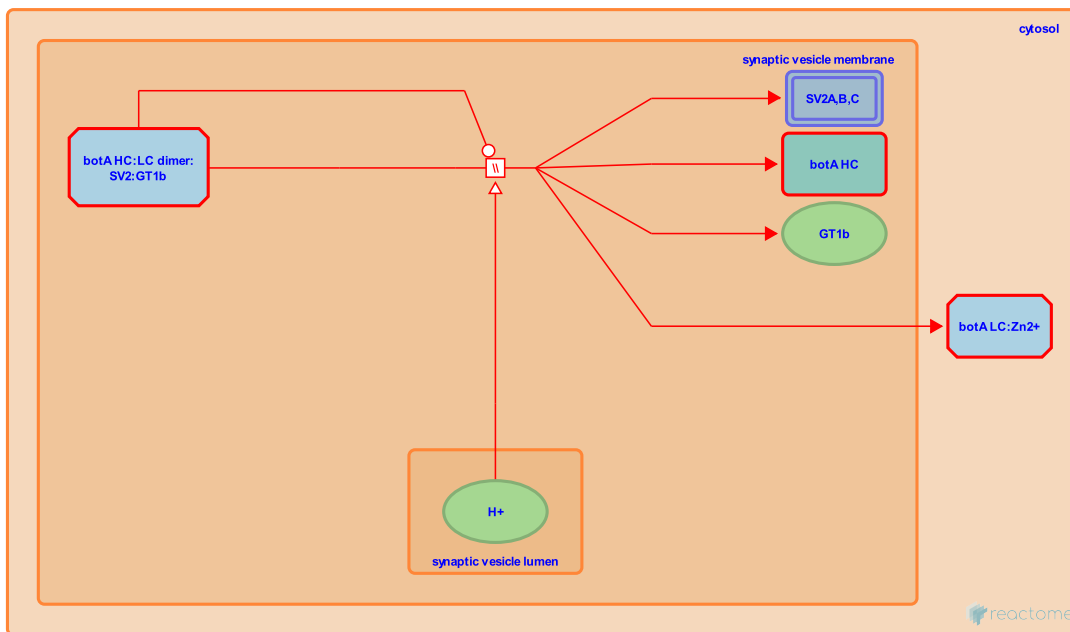 cytosol
synaptic vesicle membrane
SV2A,B,C
botA HC:LC dimer:
SV2:GT1b
\\
botA HC
GT1b
botA LC:Zn2+
H+
synaptic vesicle lumen
reactome